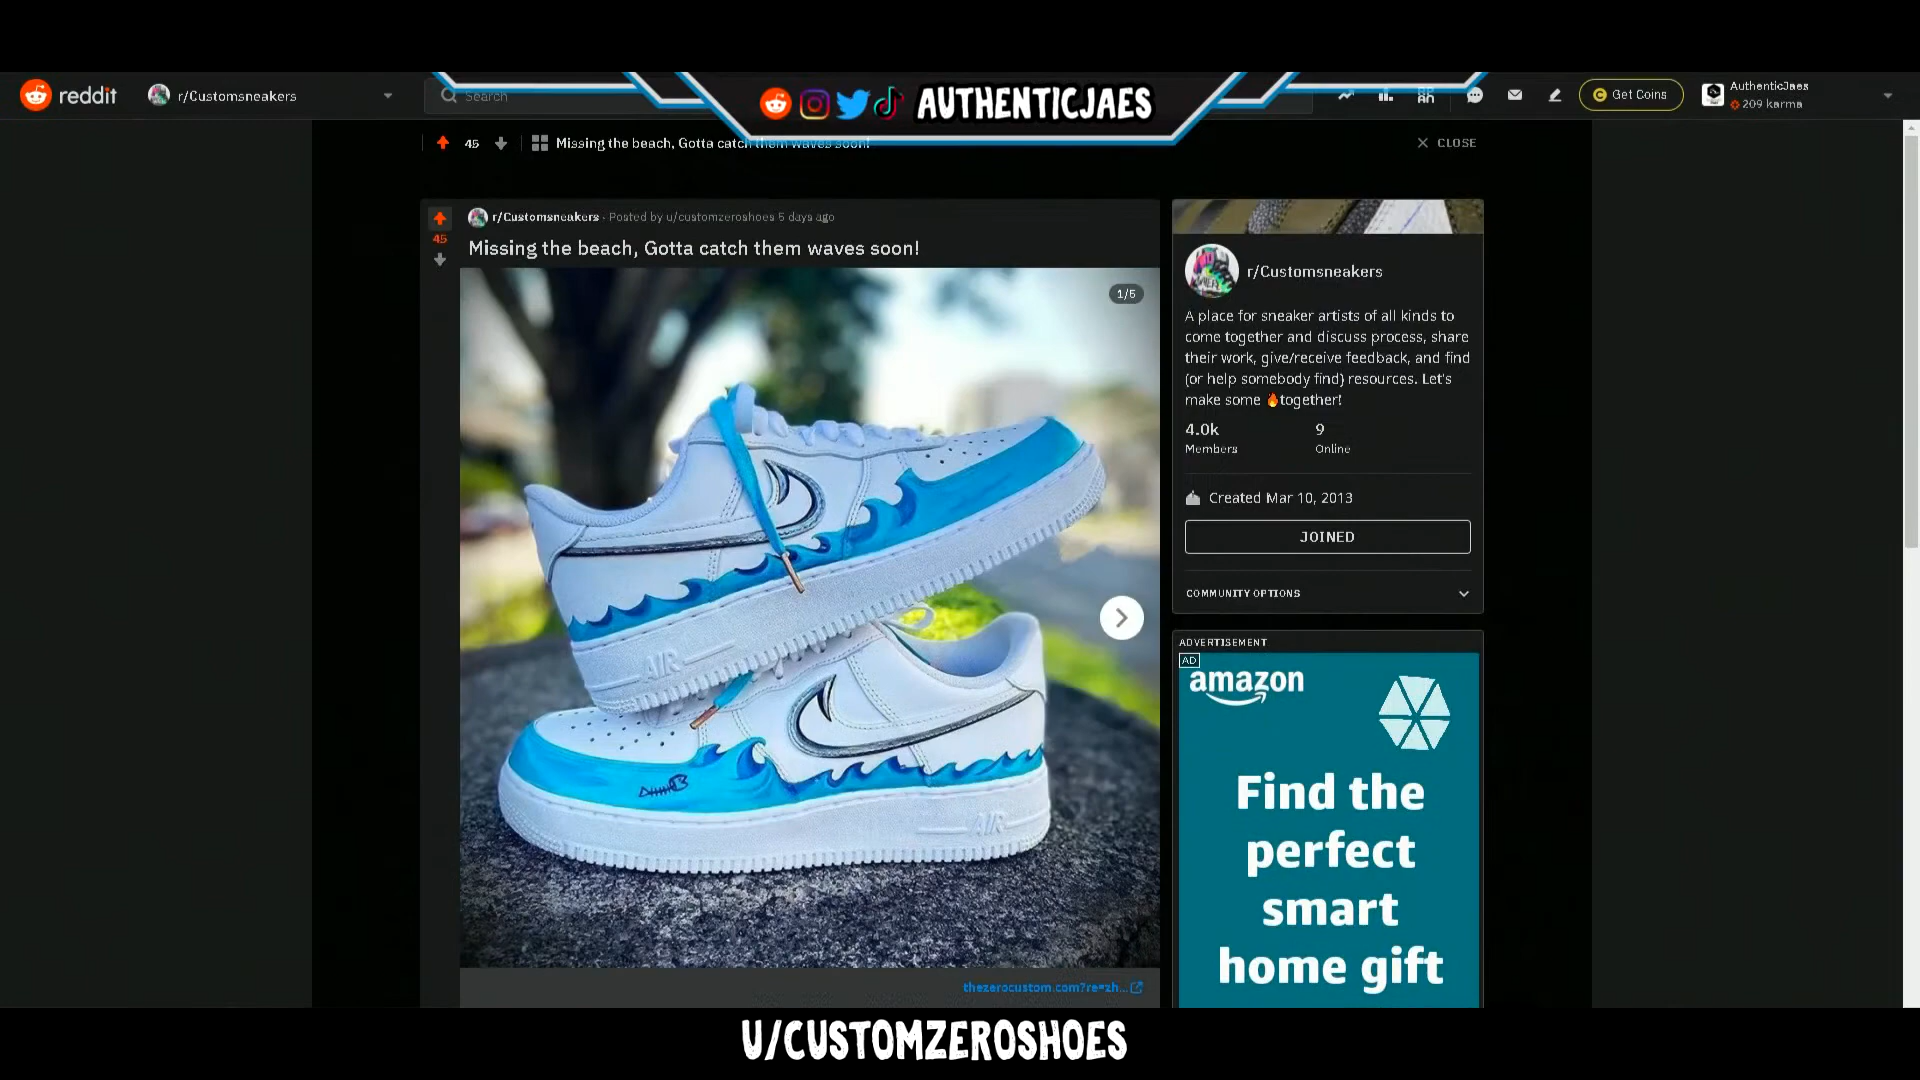 reddit
r/Customsneakers
Search
AUTHENTICJAES
Get Coins
AuthenticJaes
209 karma
45
Missing the beach, Gotta catch them waves soon!
CLOSE
r/Customsneakers · Posted by u/customzeroshoes 5 days ago
45
Missing the beach, Gotta catch them waves soon!
1/5
AIR
AIR
thezerocustom.com?re=zh...
r/Customsneakers
A place for sneaker artists of all kinds to
come together and discuss process, share
their work, give/receive feedback, and find
(or help somebody find) resources. Let's
make some 🔥together!
4.0k
Members
9
Online
Created Mar 10, 2013
JOINED
COMMUNITY OPTIONS
ADVERTISEMENT
AD
amazon
Find the
perfect
smart
home gift
U/CUSTOMZEROSHOES